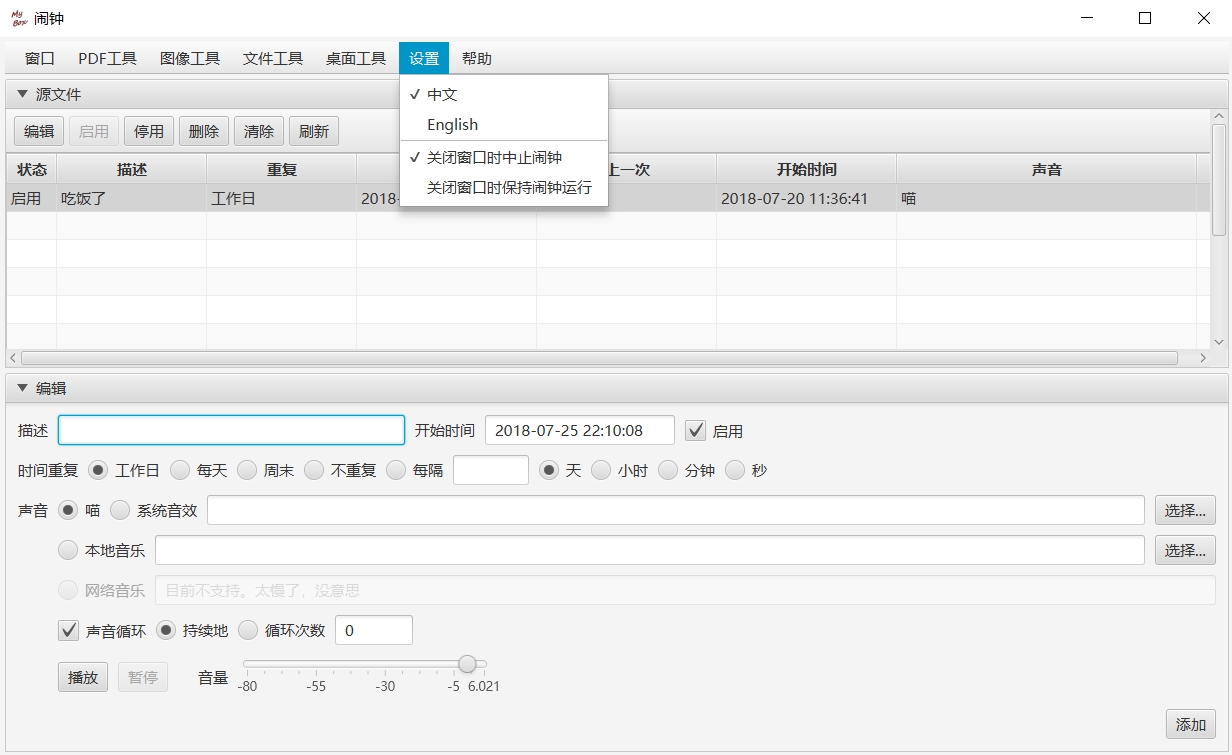 My Box 闹钟
窗口 PDF工具 图像工具 文件工具 桌面工具 设置 帮助
源文件
中文
English
关闭窗口时中止闹钟
关闭窗口时保持闹钟运行
编辑 启用 停用 删除 清除 刷新
状态 描述 重复 上一次 开始时间 声音
启用 吃饭了 工作日 2018- 2018-07-20 11:36:41 喵
编辑
描述 开始时间 2018-07-25 22:10:08 启用
时间重复 工作日 每天 周末 不重复 每隔 天 小时 分钟 秒
声音 喵 系统音效 选择...
本地音乐 选择...
网络音乐 目前不支持。太慢了，没意思
声音循环 持续地 循环次数 0
播放 暂停 音量 -80 -55 -30 -5 6.021
添加